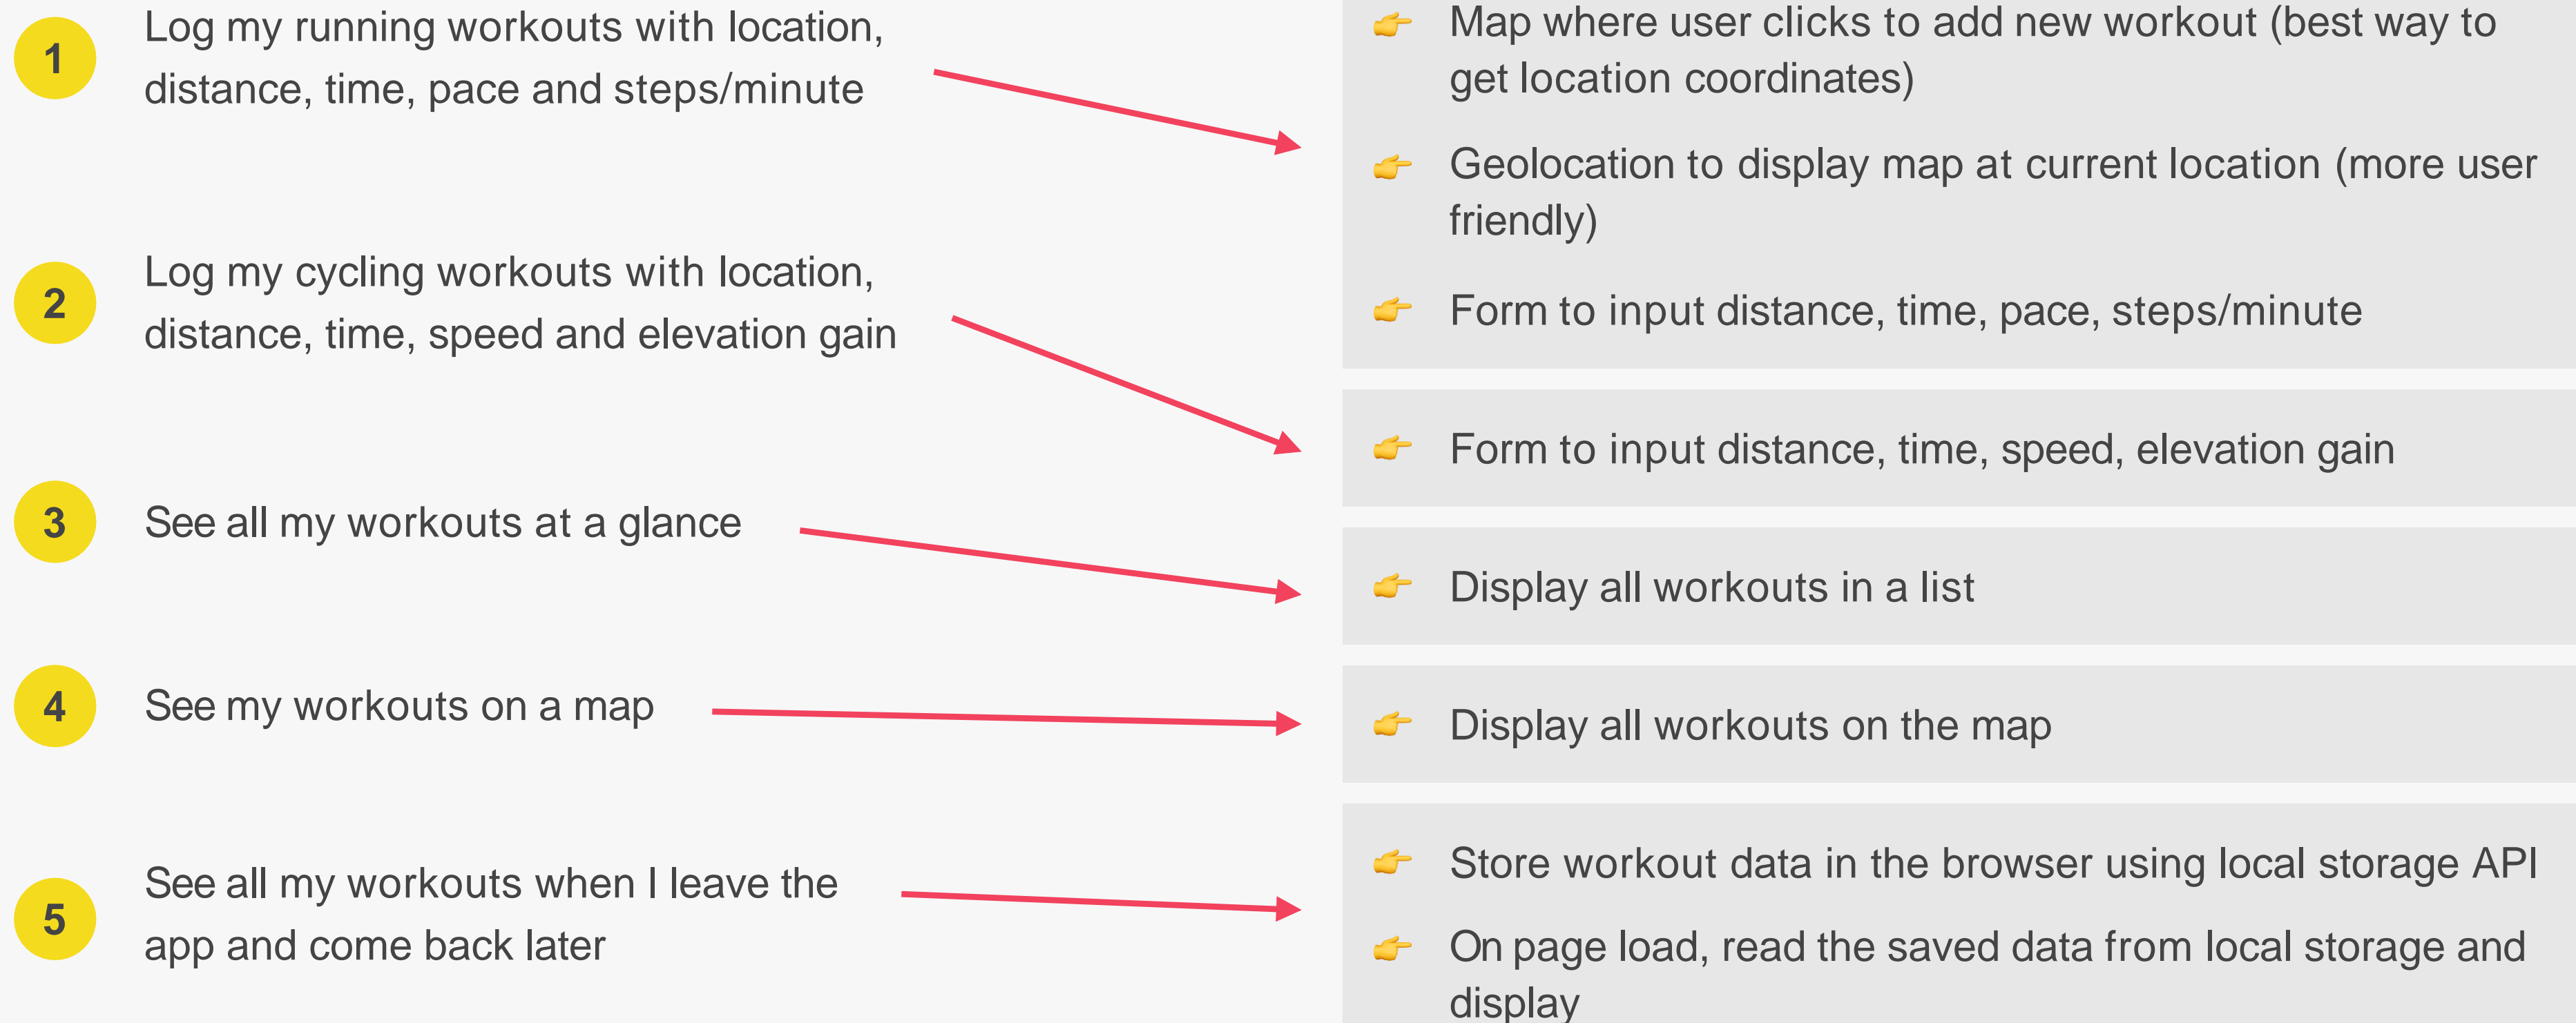 1
Log my running workouts with location,
distance, time, pace and steps/minute
2
Log my cycling workouts with location,
distance, time, speed and elevation gain
3
See all my workouts at a glance
4
See my workouts on a map
5
See all my workouts when I leave the
app and come back later
Map where user clicks to add new workout (best way to
get location coordinates)
Geolocation to display map at current location (more user
friendly)
Form to input distance, time, pace, steps/minute
Form to input distance, time, speed, elevation gain
Display all workouts in a list
Display all workouts on the map
Store workout data in the browser using local storage API
On page load, read the saved data from local storage and
display